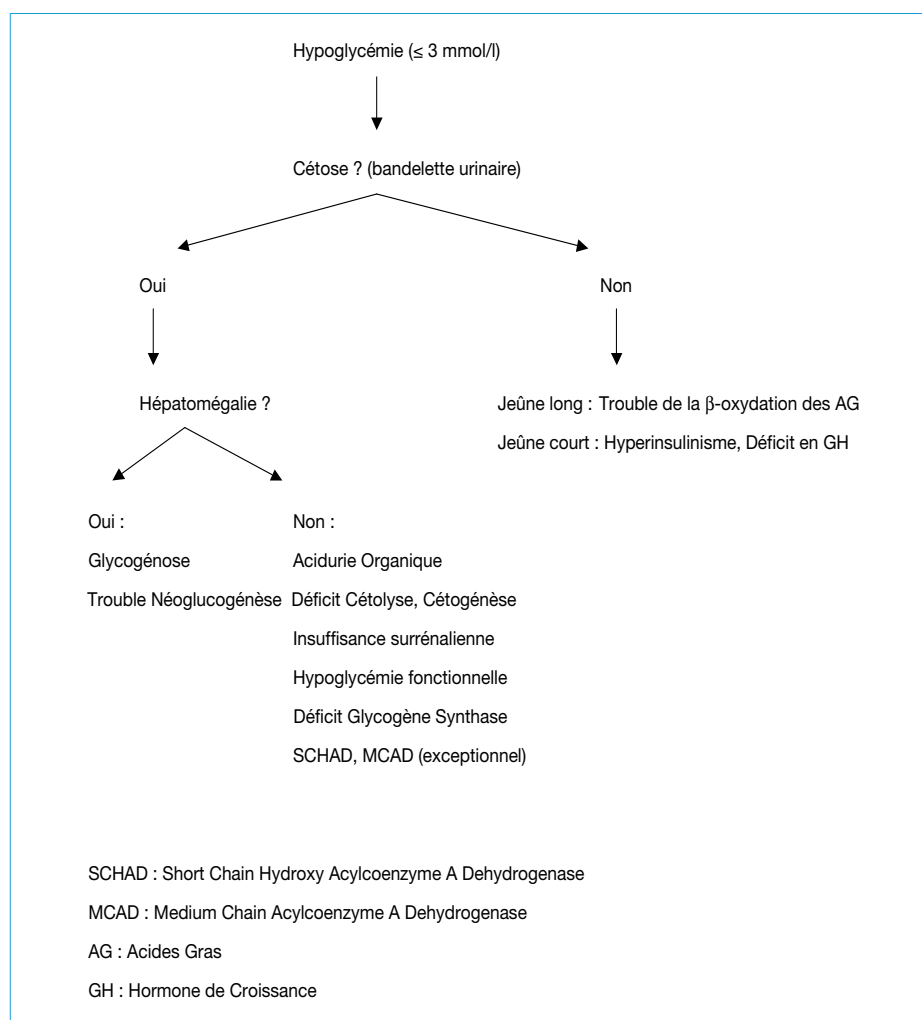 Hypoglycémie (≤ 3 mmol/l)
Cétose ? (bandelette urinaire)
Oui
Non
Hépatomégalie ?
Jeûne long : Trouble de la β-oxydation des AG
Jeûne court : Hyperinsulinisme, Déficit en GH
Oui :
Glycogénose
Trouble Néoglucogénèse
Non :
Acidurie Organique
Déficit Cétolyse, Cétogénèse
Insuffisance surrénalienne
Hypoglycémie fonctionnelle
Déficit Glycogène Synthase
SCHAD, MCAD (exceptionnel)
SCHAD : Short Chain Hydroxy Acylcoenzyme A Dehydrogenase
MCAD : Medium Chain Acylcoenzyme A Dehydrogenase
AG : Acides Gras
GH : Hormone de Croissance